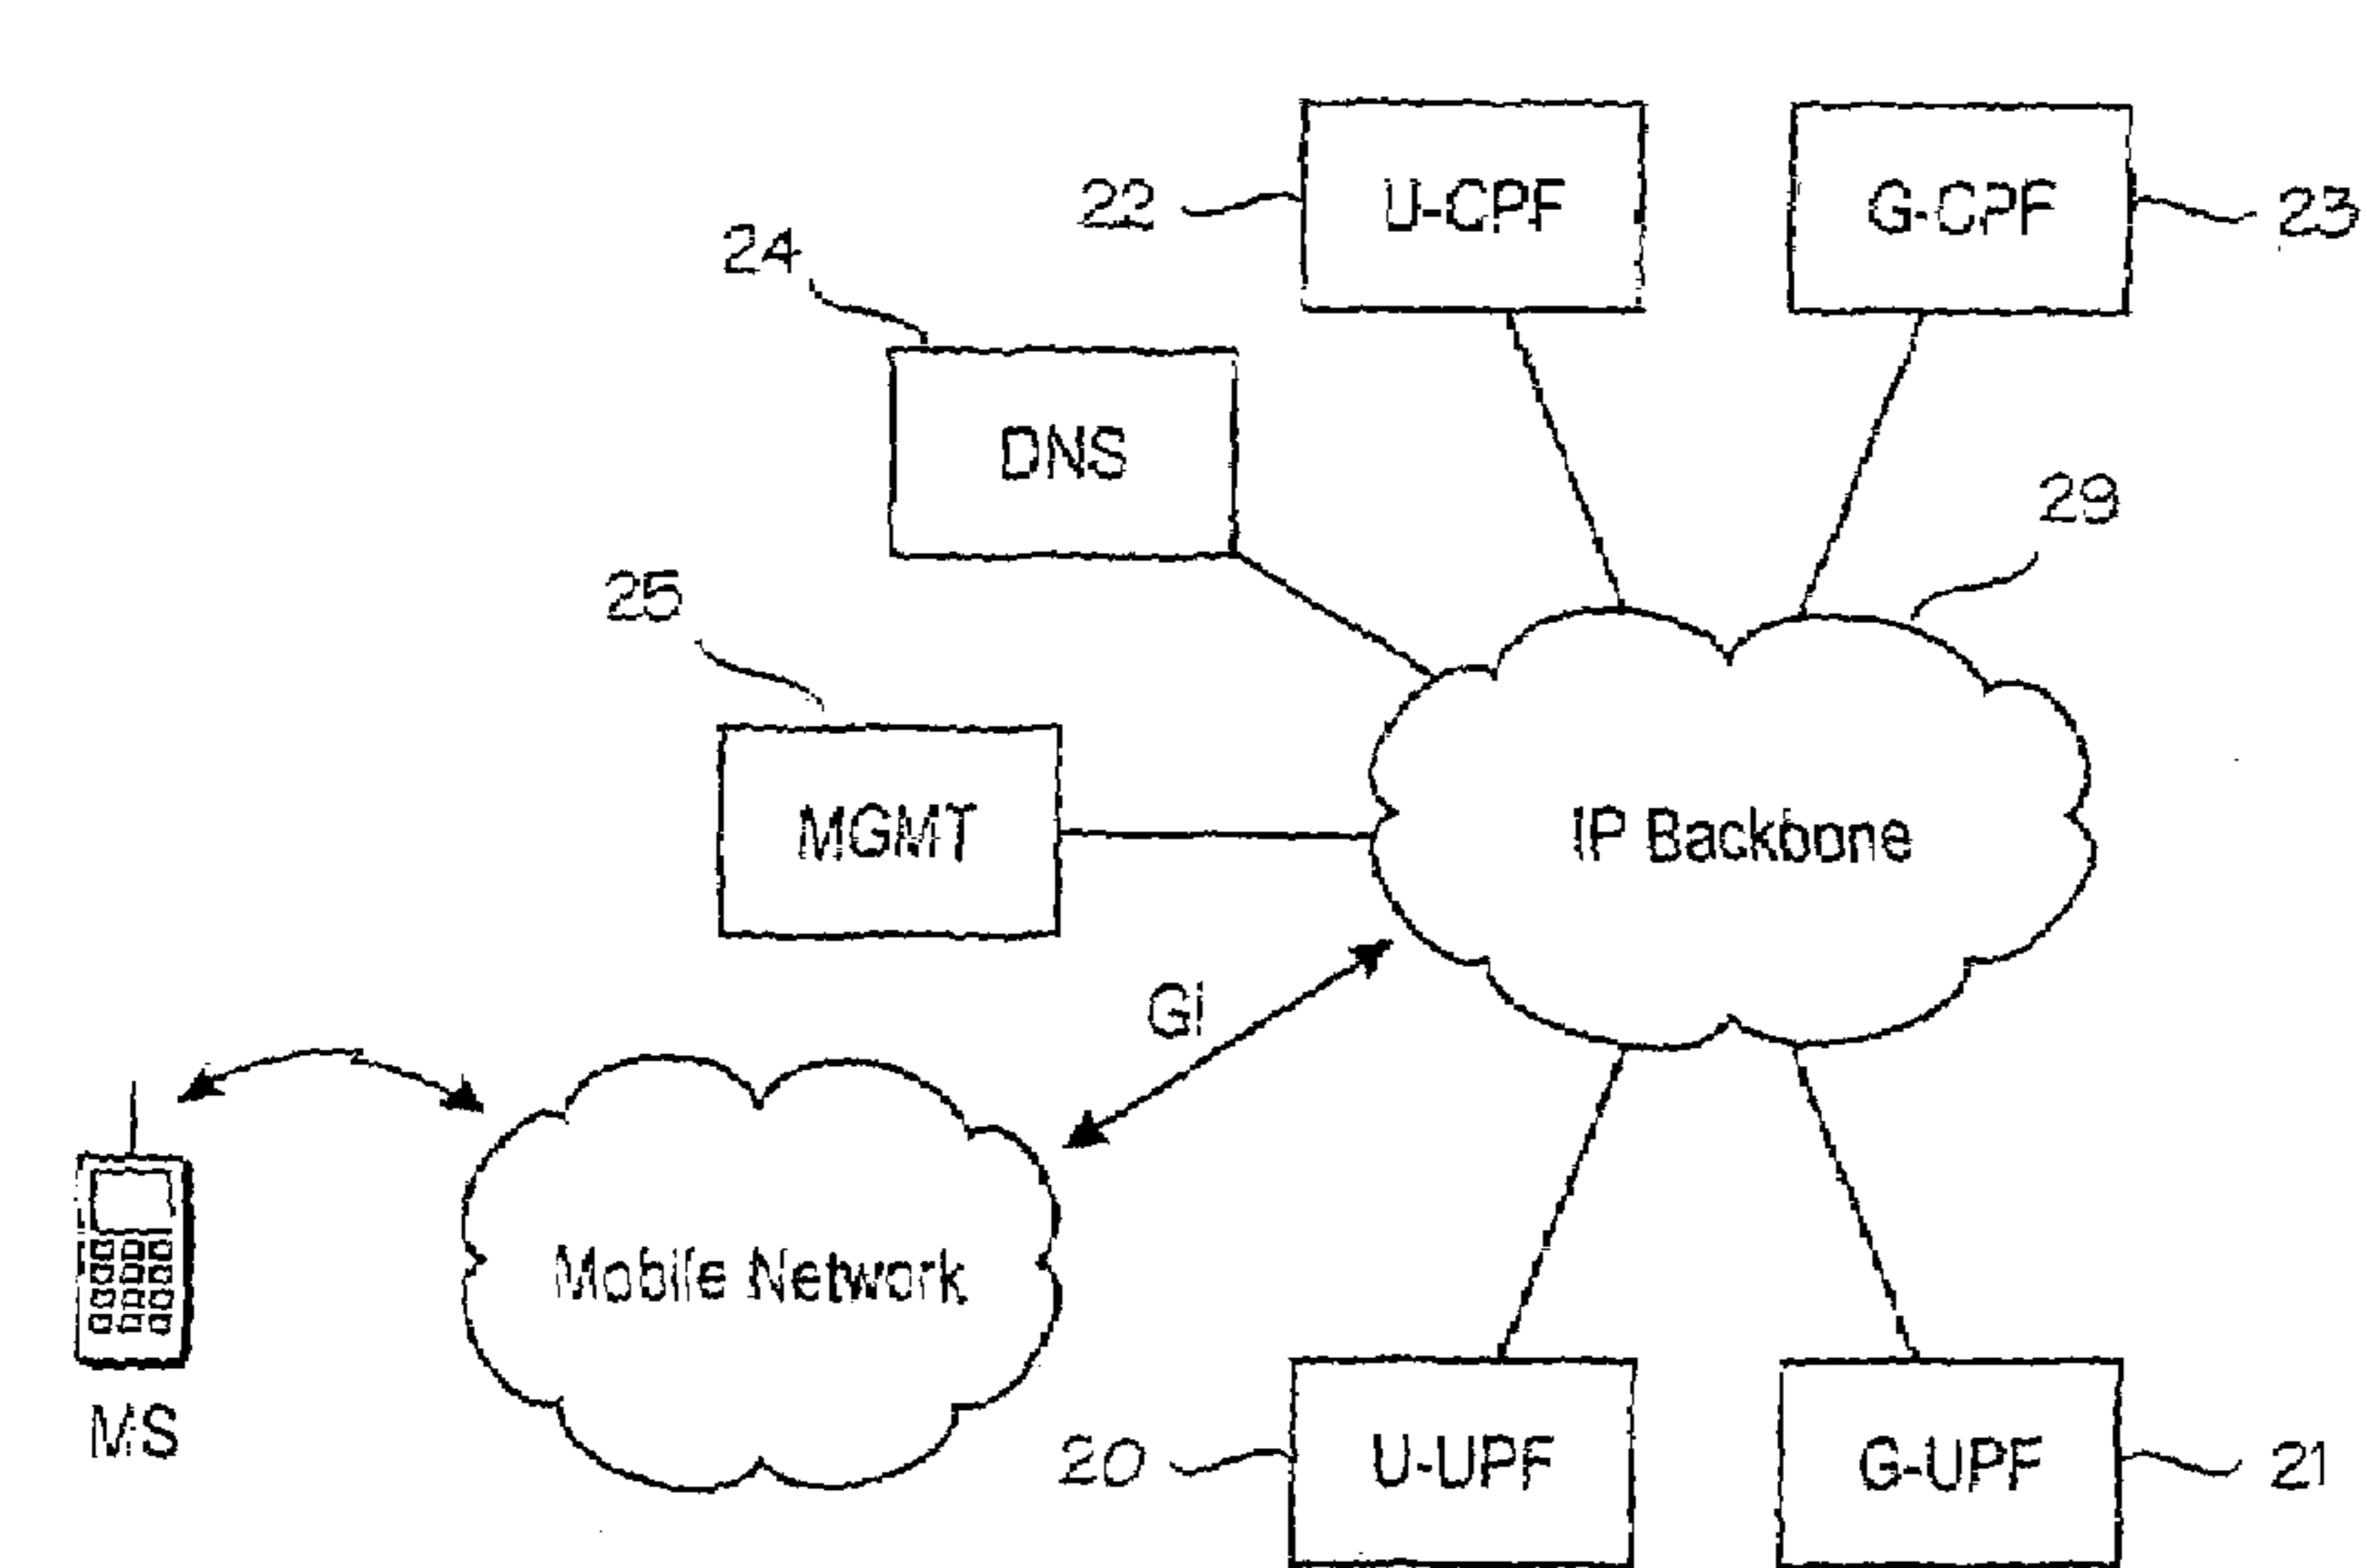 22
U-CPF
G-CPF
23
24
DNS
29
25
MGMT
IP Backbone
Gi
Mobile Network
MS
20
U-UPF
G-UPF
21